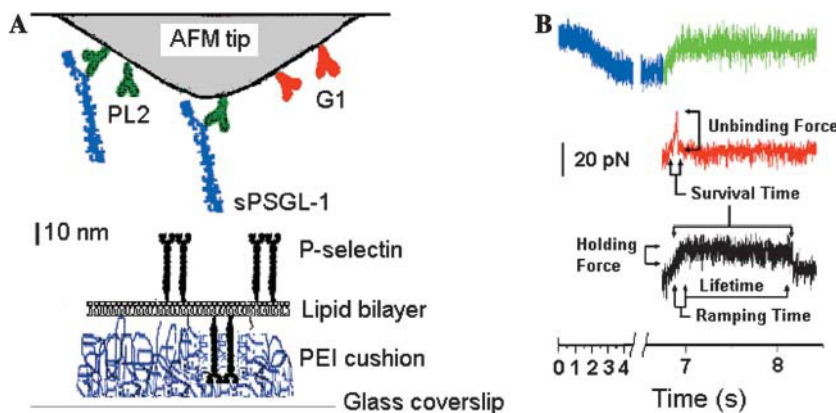 A
AFM tip
PL2
G1
sPSGL-1
10 nm
P-selectin
Lipid bilayer
PEI cushion
Glass coverslip
B
Unbinding Force
20 pN
Survival Time
Holding
Force
Lifetime
Ramping Time
0 1 2 3 4 7 8
Time (s)